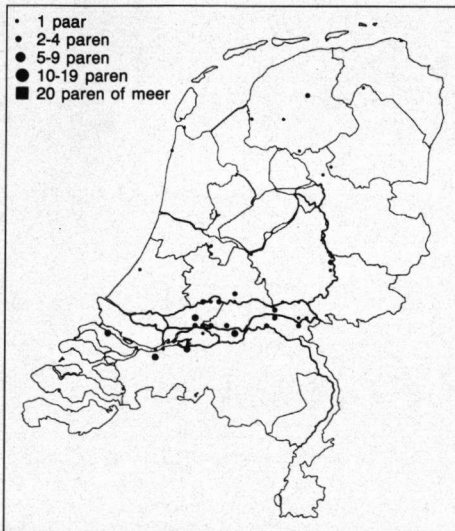 1 paar
2-4 paren
5-9 paren
10-19 paren
20 paren of meer